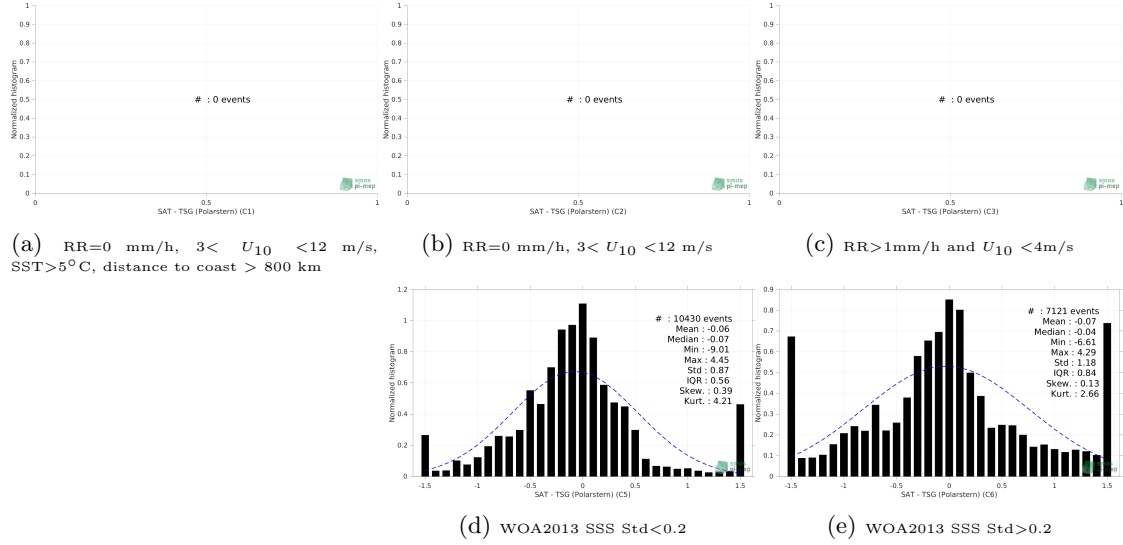 1
0.9
0.8
0.7
0.6
0.5
0.4
0.3
0.2
0.1
0
Normalized histogram
# : 0 events
smos
pi-mep
0
0.5
1
SAT - TSG (Polarstern) (C1)
(a) RR=0 mm/h, 3< U10 <12 m/s,
SST>5°C, distance to coast > 800 km
1
0.9
0.8
0.7
0.6
0.5
0.4
0.3
0.2
0.1
0
Normalized histogram
# : 0 events
smos
pi-mep
0
0.5
1
SAT - TSG (Polarstern) (C2)
(b) RR=0 mm/h, 3< U10 <12 m/s
1
0.9
0.8
0.7
0.6
0.5
0.4
0.3
0.2
0.1
0
Normalized histogram
# : 0 events
smos
pi-mep
0
0.5
1
SAT - TSG (Polarstern) (C3)
(c) RR>1mm/h and U10 <4m/s
1.2
1
0.8
0.6
0.4
0.2
0
Normalized histogram
# : 10430 events
Mean : -0.06
Median : -0.07
Min : -9.01
Max : 4.45
Std : 0.87
IQR : 0.56
Skew. : 0.39
Kurt. : 4.21
smos
pi-mep
-1.5
-1
-0.5
0
0.5
1
1.5
SAT - TSG (Polarstern) (C5)
(d) WOA2013 SSS Std<0.2
0.9
0.8
0.7
0.6
0.5
0.4
0.3
0.2
0.1
0
Normalized histogram
# : 7121 events
Mean : -0.07
Median : -0.04
Min : -6.61
Max : 4.29
Std : 1.18
IQR : 0.84
Skew. : 0.13
Kurt. : 2.66
-1.5
-1
-0.5
0
0.5
1
1.5
SAT - TSG (Polarstern) (C6)
(e) WOA2013 SSS Std>0.2